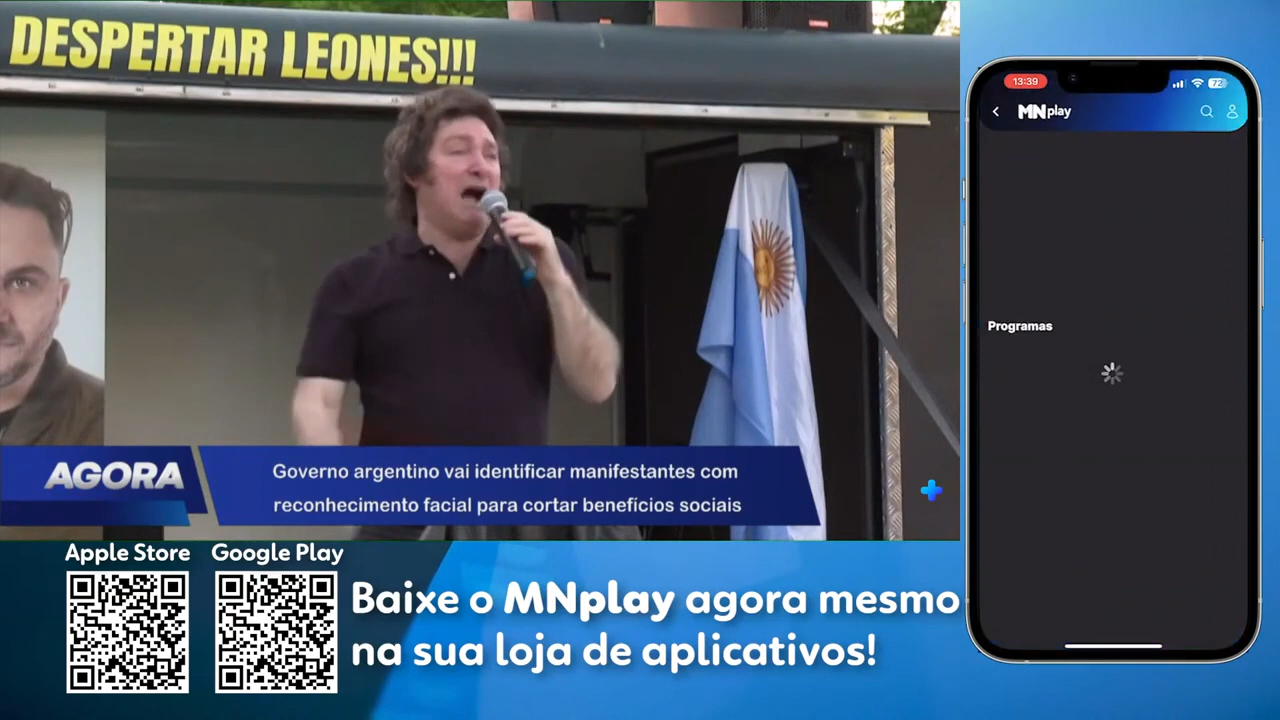 DESPERTAR LEONES!!!
13:39
72
MNplay
Programas
AGORA
Governo argentino vai identificar manifestantes com
reconhecimento facial para cortar benefícios sociais
Apple Store
Google Play
Baixe o MNplay agora mesmo
na sua loja de aplicativos!